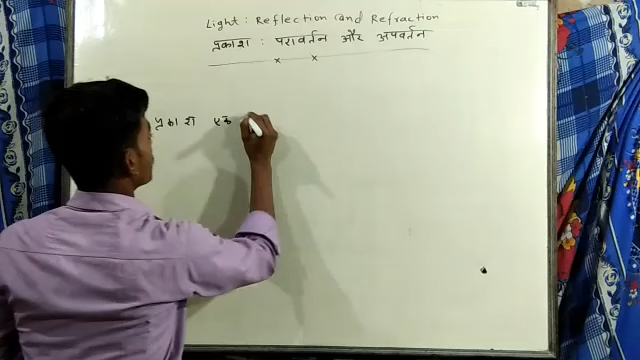 Light : Reflection and Refraction
प्रकाश : परावर्तन और अपवर्तन
प्रकाश एक